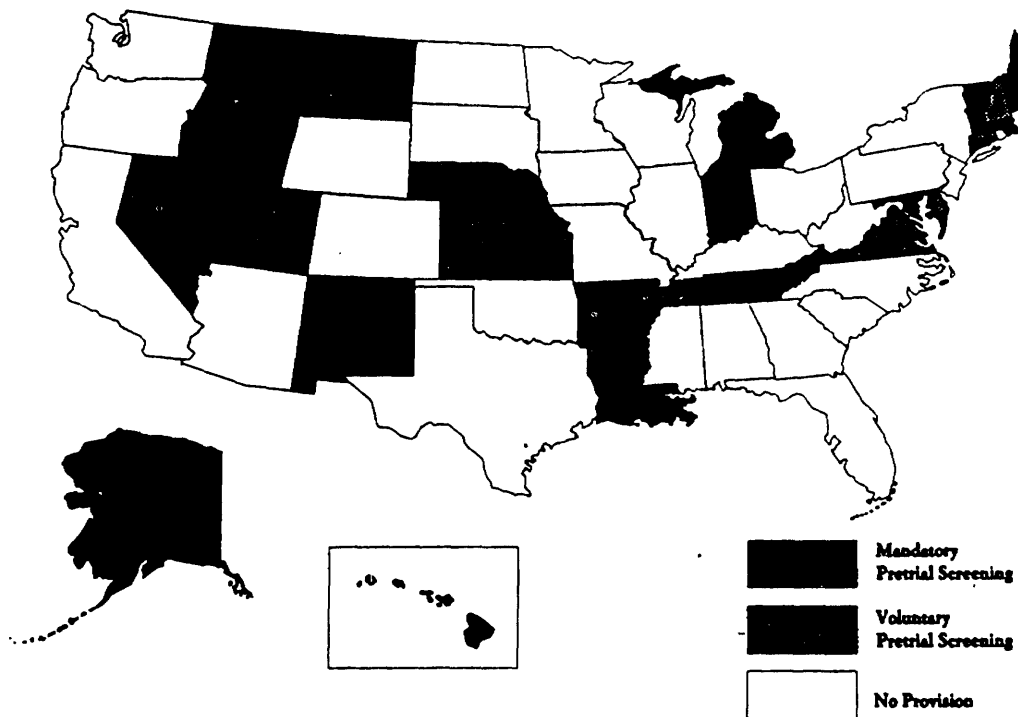 Mandatory
Pretrial Screening
Voluntary
Pretrial Screening
No Provision